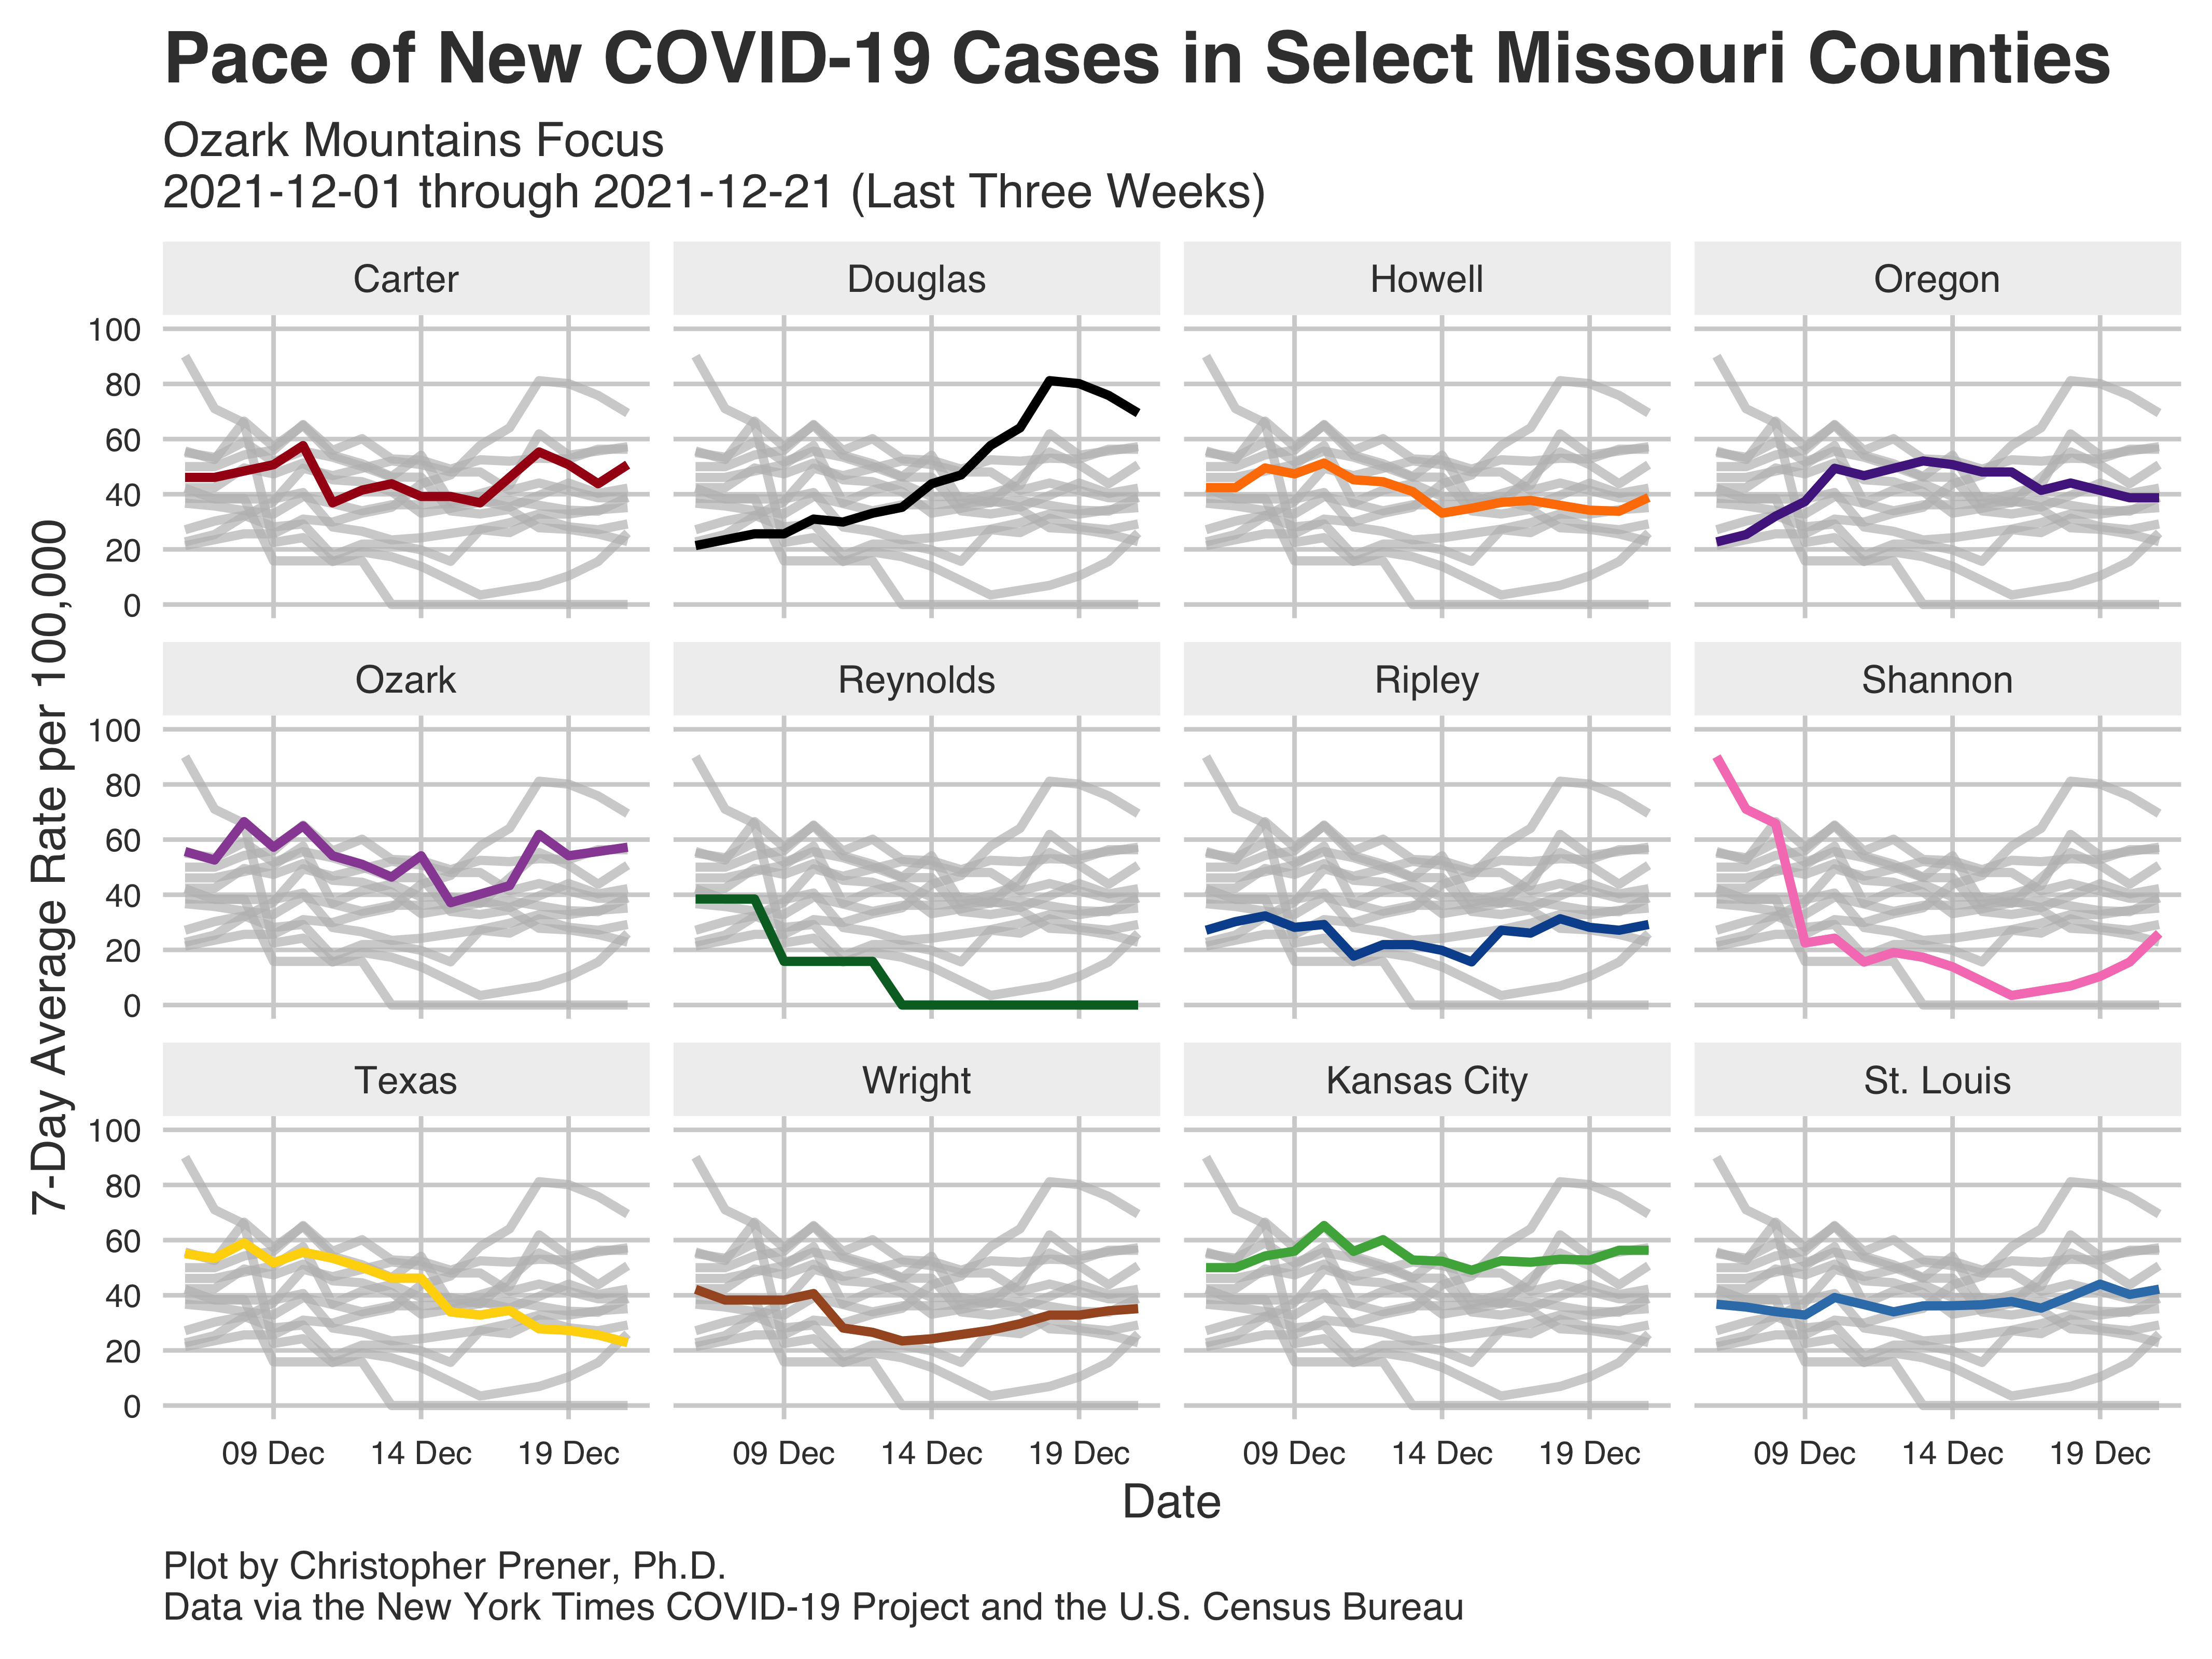 Pace of New COVID-19 Cases in Select Missouri Counties
Ozark Mountains Focus
2021-12-01 through 2021-12-21 (Last Three Weeks)
7-Day Average Rate per 100,000
Carter
Douglas
Howell
Oregon
100
80
60
40
20
0
Ozark
Reynolds
Ripley
Shannon
100
80
60
40
20
0
Texas
Wright
Kansas City
St. Louis
100
80
60
40
20
0
09 Dec 14 Dec 19 Dec
09 Dec 14 Dec 19 Dec
09 Dec 14 Dec 19 Dec
09 Dec 14 Dec 19 Dec
Date
Plot by Christopher Prener, Ph.D.
Data via the New York Times COVID-19 Project and the U.S. Census Bureau